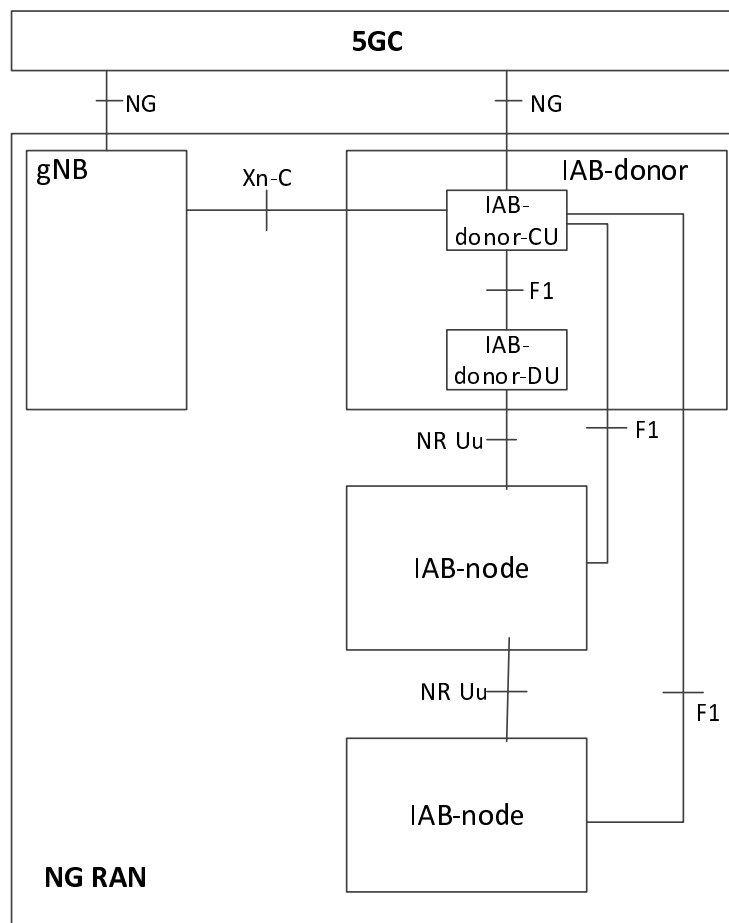 5GC
NG
NG
gNB
IAB-donor
Xn-C
IAB-
donor-CU
F1
IAB-
donor-DU
NR Uu
F1
IAB-node
NR Uu
F1
IAB-node
NG RAN